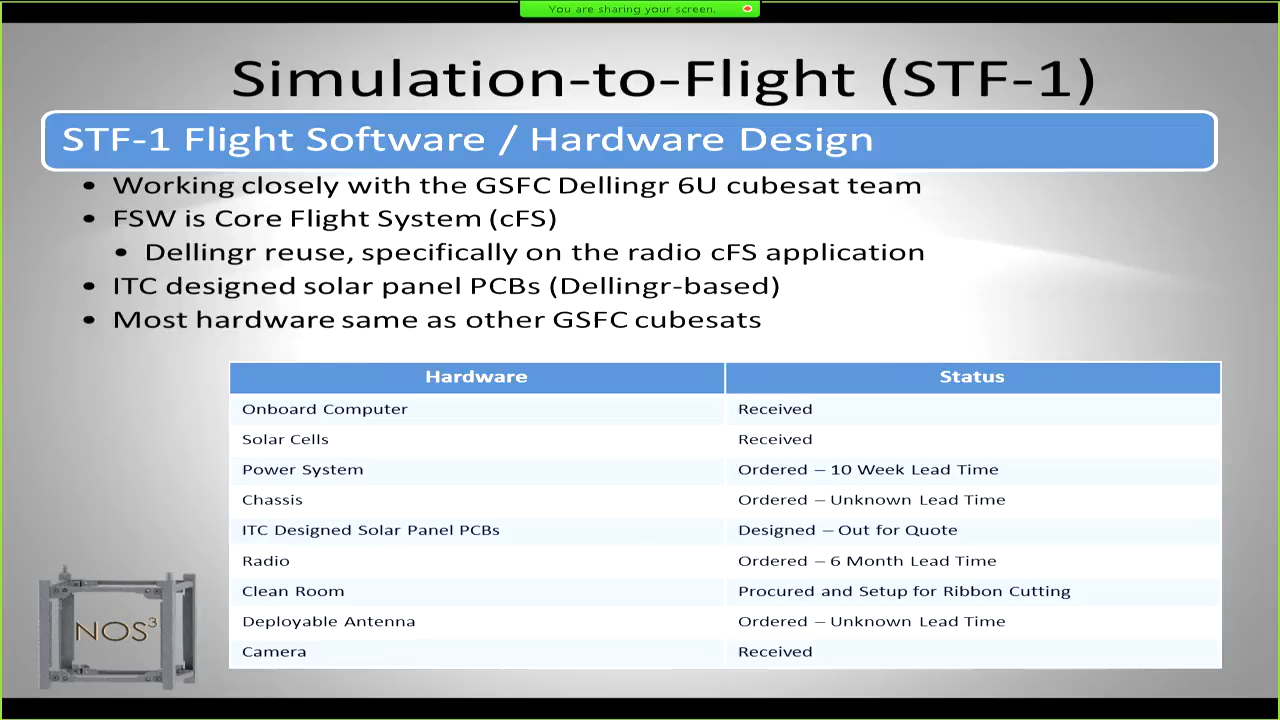 You are sharing your screen.
Simulation-to-Flight (STF-1)
STF-1 Flight Software / Hardware Design
• Working closely with the GSFC Dellingr 6U cubesat team
• FSW is Core Flight System (cFS)
• Dellingr reuse, specifically on the radio cFS application
• ITC designed solar panel PCBs (Dellingr-based)
• Most hardware same as other GSFC cubesats
Hardware Status
Onboard Computer Received
Solar Cells Received
Power System Ordered – 10 Week Lead Time
Chassis Ordered – Unknown Lead Time
ITC Designed Solar Panel PCBs Designed – Out for Quote
Radio Ordered – 6 Month Lead Time
Clean Room Procured and Setup for Ribbon Cutting
Deployable Antenna Ordered – Unknown Lead Time
Camera Received
NOS³